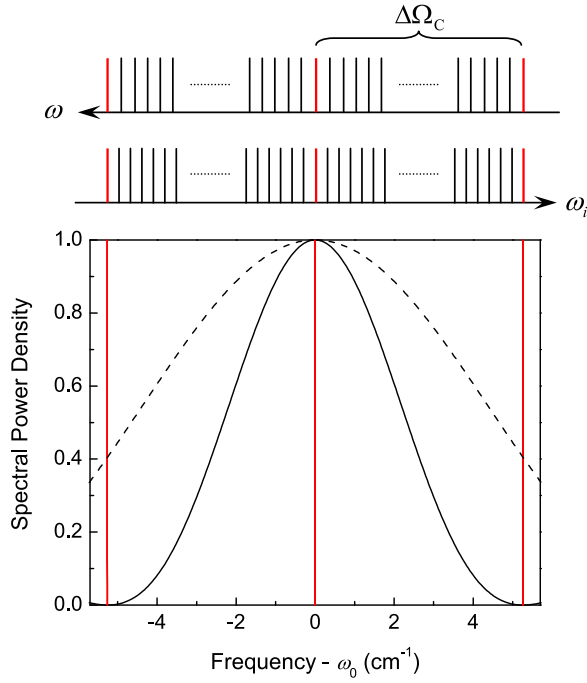 ΔΩC
ω
ωi
1.0
0.8
0.6
0.4
0.2
0.0
Spectral Power Density
-4 -2 0 2 4
Frequency - ω0 (cm-1)